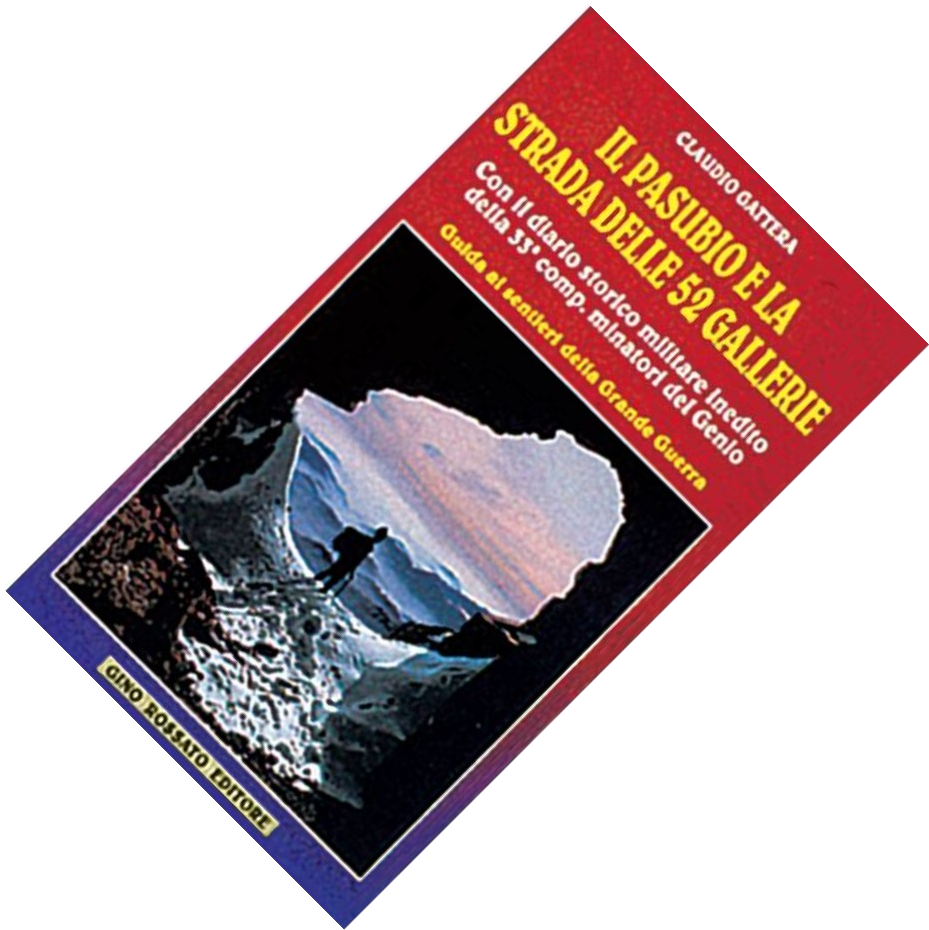 CLAUDIO GATTERA
IL PASUBIO E LA
STRADA DELLE 52 GALLERIE
Con il diario storico militare inedito
della 33ª comp. minatori del Genio
Guida ai sentieri della Grande Guerra
GINO ROSSATO EDITORE